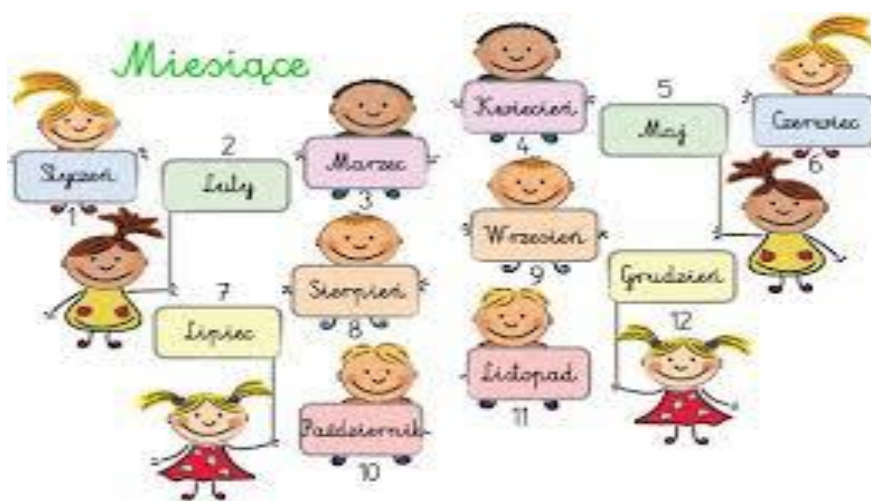 Miesiące
Styczeń
1
2
Luty
Marzec
3
Kwiecień
4
5
Maj
Czerwiec
6
7
Lipiec
Sierpień
8
Wrzesień
9
Październik
10
Listopad
11
Grudzień
12